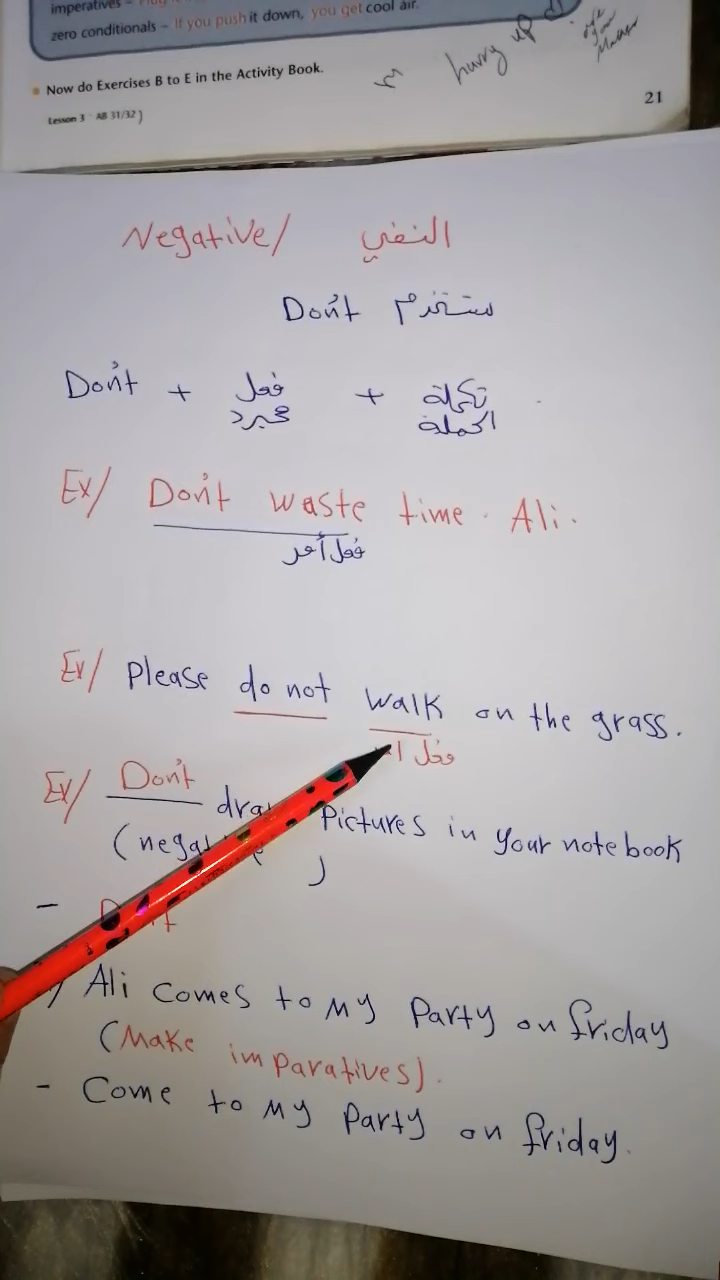 imperatives –
zero conditionals – If you push it down, you get cool air.
hurry up
Now do Exercises B to E in the Activity Book.
21
Lesson 3 AB 31/32)
Negative/ النفي
Don't نستخدم
Don't + فعل مجرد + تكملة الجملة
Ex/ Don't waste time. Ali.
فعل أمر
Ex/ Please do not walk on the grass.
فعل
Ex/ Don't draw Pictures in your notebook
(negative)
-
Ali comes to my Party on friday
(Make imparatives).
- Come to my Party on friday.